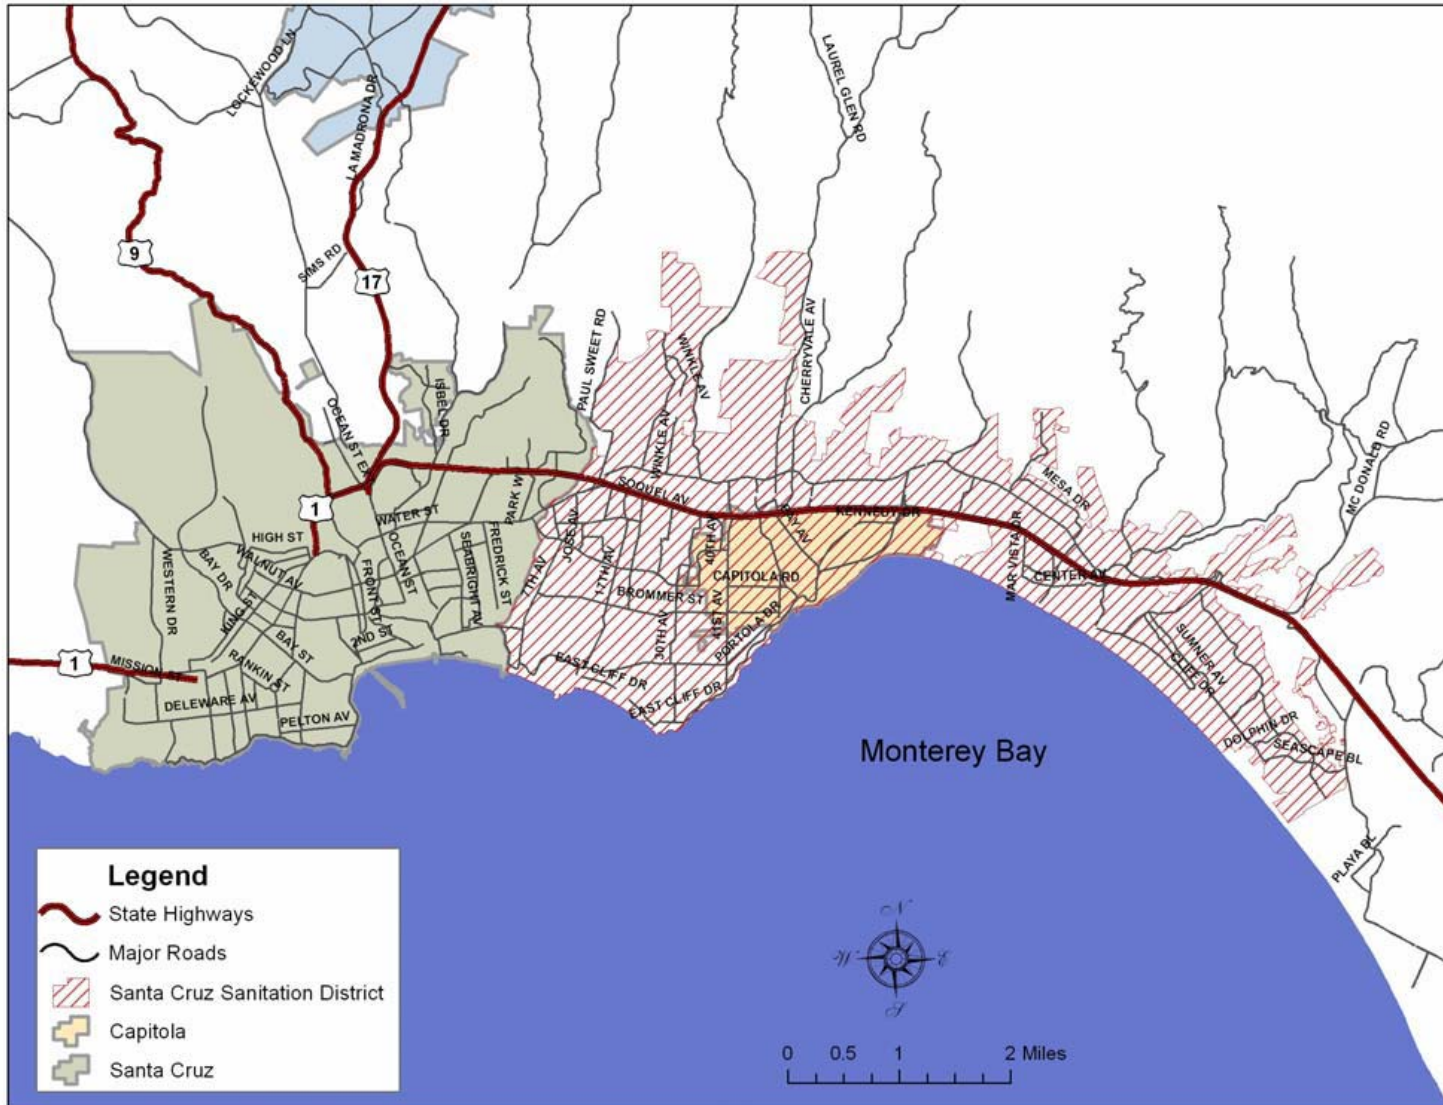 LOCKEWOOD LN
LA MADRONA DR
LAUREL GLEN RD
9
SIMS RD
17
PAUL SWEET RD
WINKLE AV
CHERRYVALE AV
ISBEL DR
OCEAN ST EX
WINKLE AV
MC DONALD RD
SOQUEL AV
PARK W
MESA DR
1
WATER ST
KENNEDY DR
BAY AV
HIGH ST
WALNUT AV
BAY DR
WESTERN DR
OCEAN ST
FRONT ST
SEABRIGHT AV
FREDRICK ST
7TH AV
JOSE AV
17TH AV
40TH AV
CAPITOLA RD
BROMMER ST
MAR VISTA DR
CENTER AV
KING ST
BAY ST
2ND ST
30TH AV
41ST AV
PORTOLA DR
SUMNER AV
CLIFF DR
1
MISSION ST
RANKIN ST
EAST CLIFF DR
EAST CLIFF DR
DELEWARE AV
PELTON AV
DOLPHIN DR
SEASCAPE BL
Monterey Bay
PLAYA BL
Legend
State Highways
Major Roads
Santa Cruz Sanitation District
Capitola
Santa Cruz
N
W
E
S
0 0.5 1 2 Miles